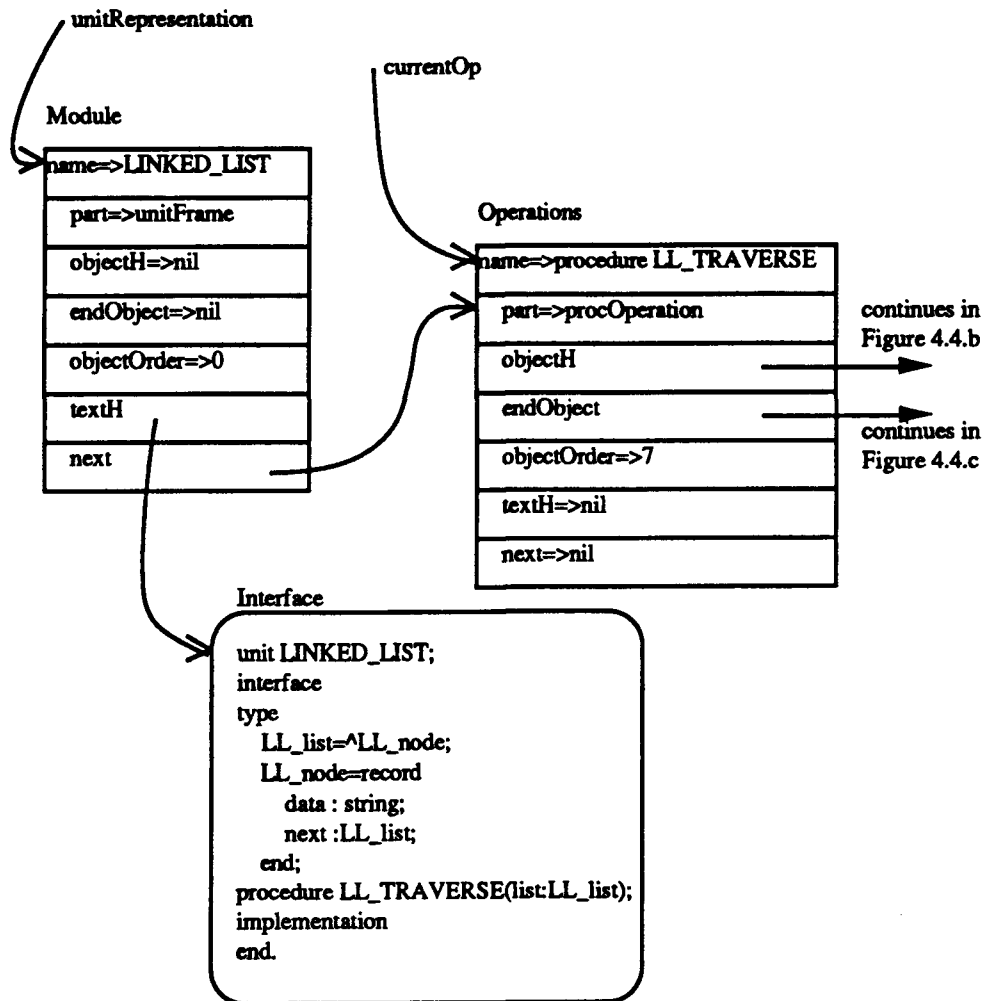 unitRepresentation
currentOp
Module
name=>LINKED_LIST
part=>unitFrame
objectH=>nil
endObject=>nil
objectOrder=>0
textH
next
Operations
name=>procedure LL_TRAVERSE
part=>procOperation
objectH
endObject
objectOrder=>7
textH=>nil
next=>nil
continues in
Figure 4.4.b
continues in
Figure 4.4.c
Interface
unit LINKED_LIST;
interface
type
LL_list=^LL_node;
LL_node=record
data : string;
next :LL_list;
end;
procedure LL_TRAVERSE(list:LL_list);
implementation
end.